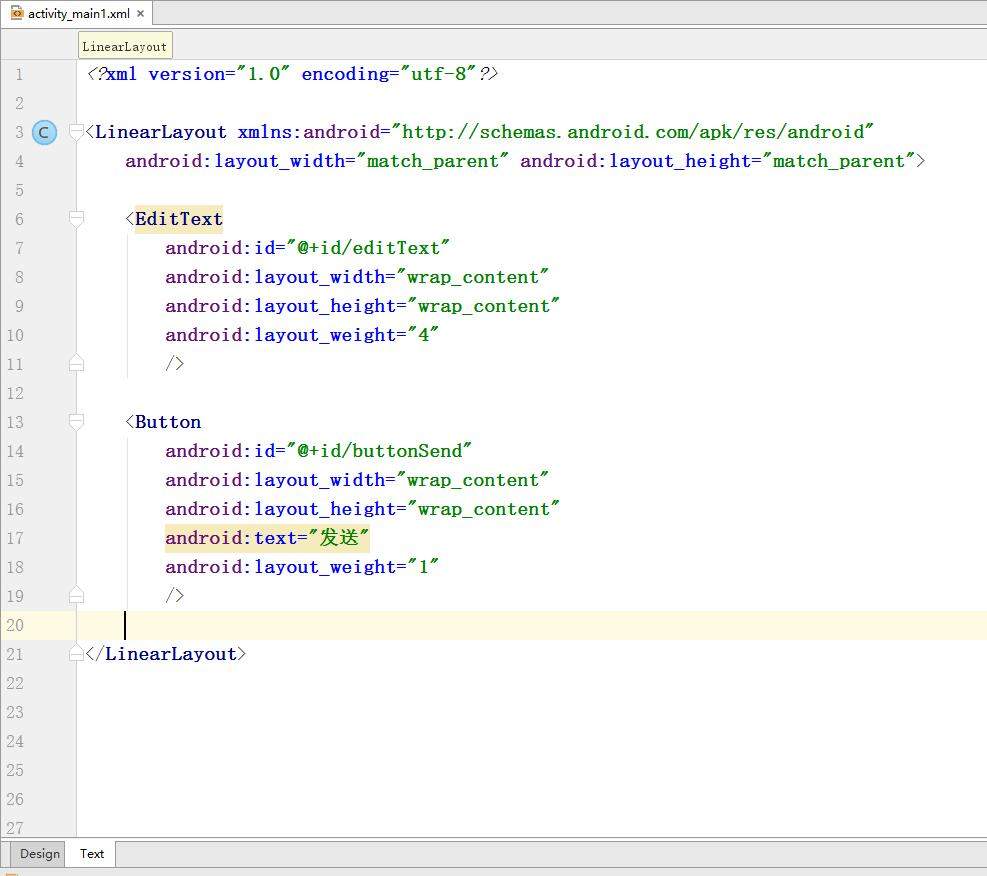 activity_main1.xml
LinearLayout
1 <?xml version="1.0" encoding="utf-8"?>
2
3 C <LinearLayout xmlns:android="http://schemas.android.com/apk/res/android"
4 android:layout_width="match_parent" android:layout_height="match_parent">
5
6 <EditText
7 android:id="@+id/editText"
8 android:layout_width="wrap_content"
9 android:layout_height="wrap_content"
10 android:layout_weight="4"
11 />
12
13 <Button
14 android:id="@+id/buttonSend"
15 android:layout_width="wrap_content"
16 android:layout_height="wrap_content"
17 android:text="发送"
18 android:layout_weight="1"
19 />
20
21 </LinearLayout>
22
23
24
25
26
27
Design Text